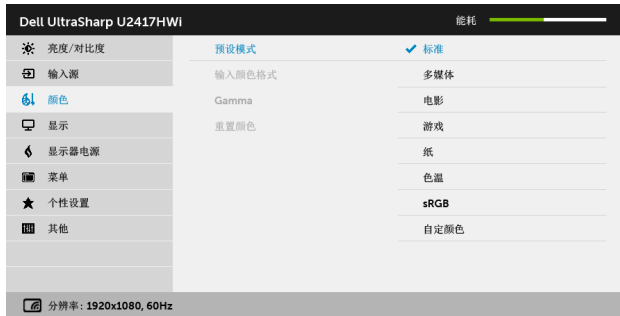 Dell UltraSharp U2417HWi
能耗
亮度/对比度 预设模式 标准
输入源 输入颜色格式 多媒体
颜色 Gamma 电影
显示 重置颜色 游戏
显示器电源 纸
菜单 色温
个性设置 sRGB
其他 自定颜色
分辨率: 1920x1080, 60Hz